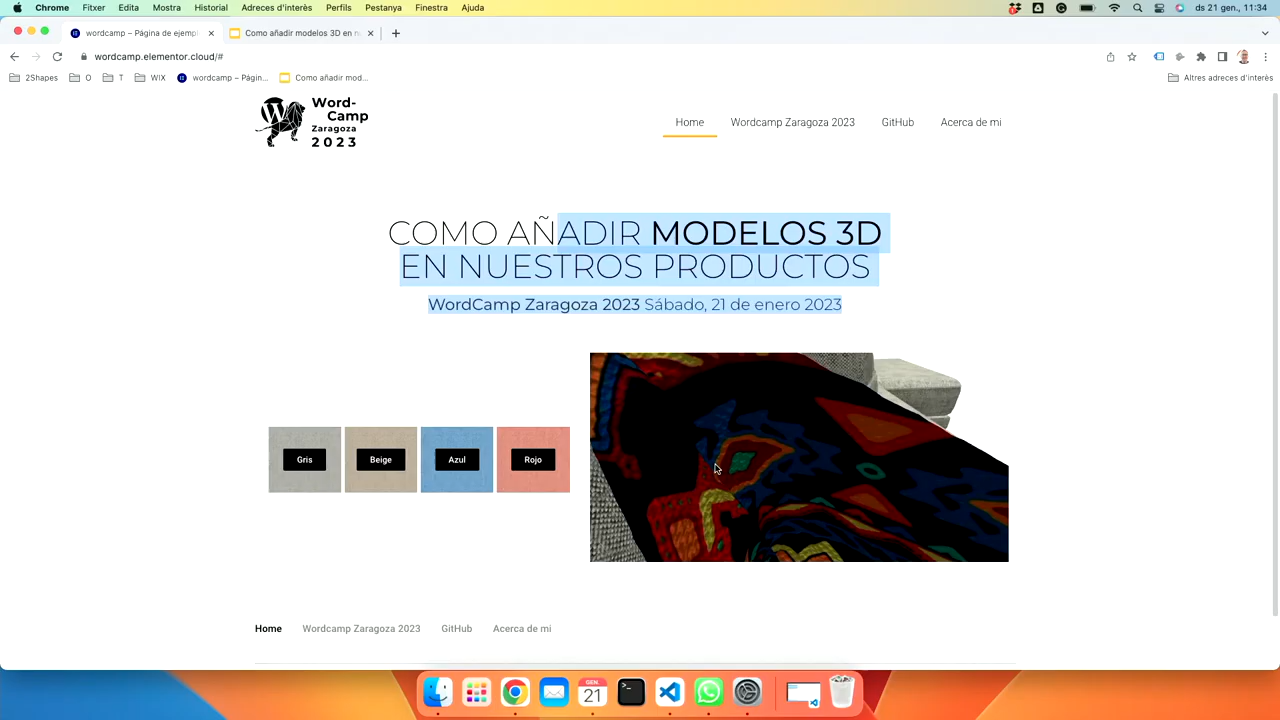 Chrome Fitxer Edita Mostra Historial Adreces d'interès Perfils Pestanya Finestra Ajuda ds 21 gen., 11:34
wordcamp – Página de ejempl Como añadir modelos 3D en n
wordcamp.elementor.cloud/#
2Shapes O T WIX wordcamp – Págin... Como añadir mod... Altres adreces d'interès
Word-
Camp
Zaragoza
2023
Home Wordcamp Zaragoza 2023 GitHub Acerca de mi
COMO AÑADIR MODELOS 3D
EN NUESTROS PRODUCTOS
WordCamp Zaragoza 2023 Sábado, 21 de enero 2023
Gris Beige Azul Rojo
Home Wordcamp Zaragoza 2023 GitHub Acerca de mi
GEN.
21